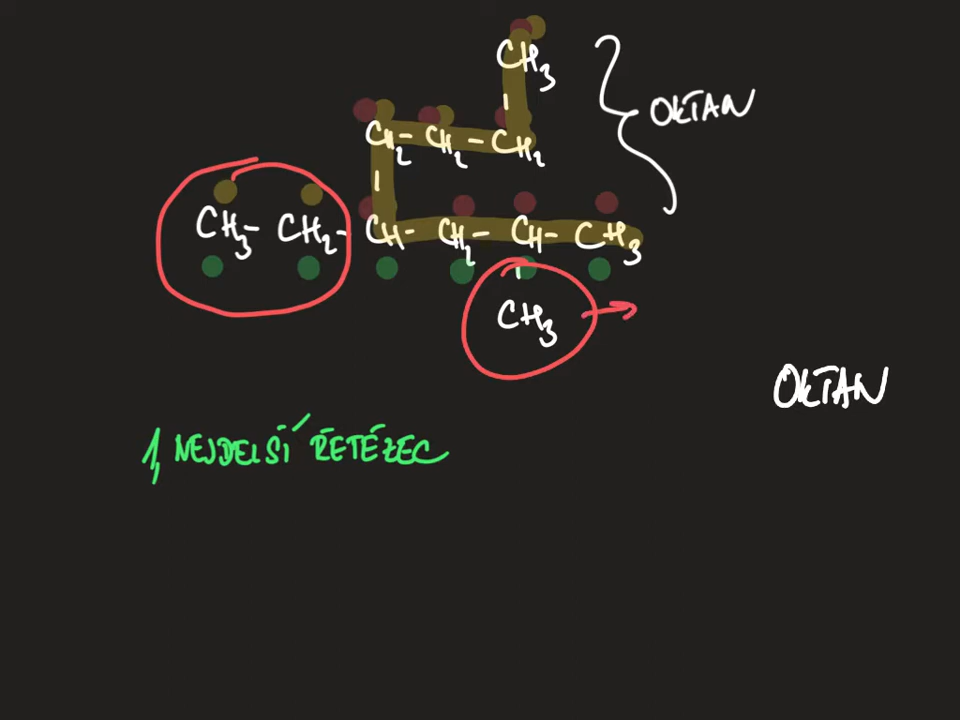 CH3
OKTAN
CH2-CH2-CH2
CH3-CH2-CH-CH2-CH-CH3
CH3
OKTAN
1, NEJDELŠÍ ŘETĚZEC